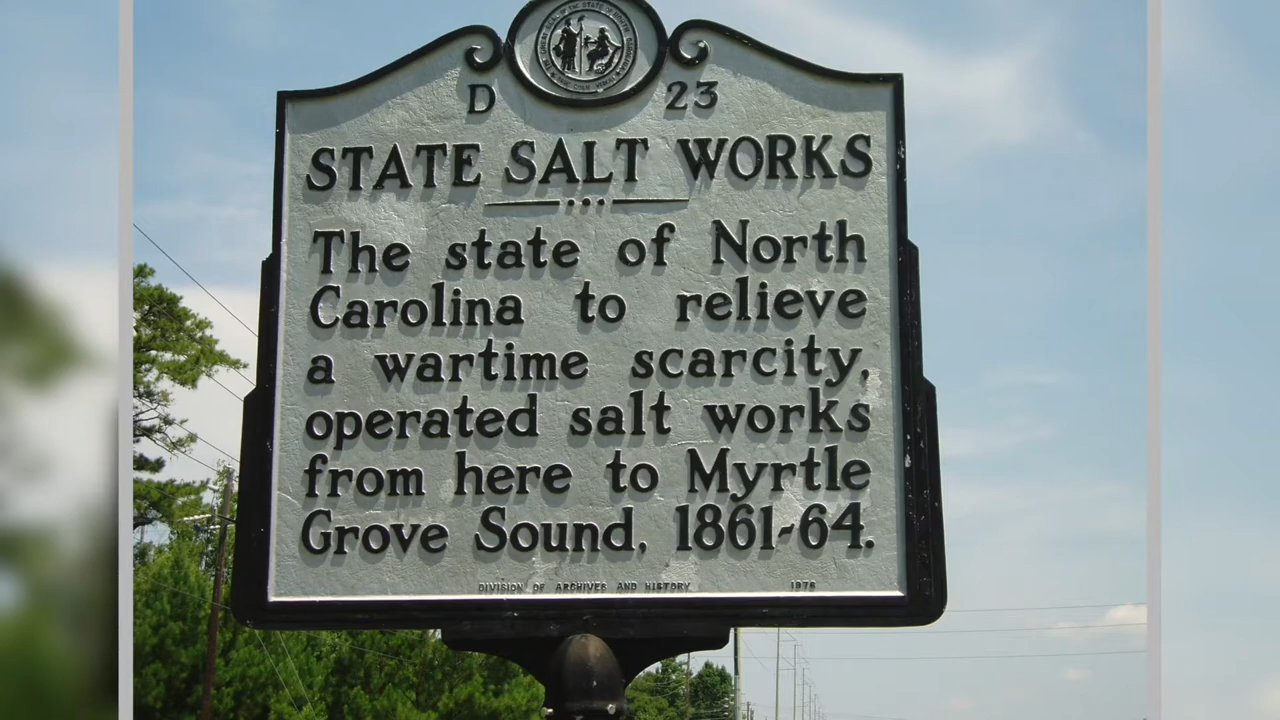 D 23
STATE SALT WORKS
The state of North
Carolina to relieve
a wartime scarcity,
operated salt works
from here to Myrtle
Grove Sound, 1861-64.
DIVISION OF ARCHIVES AND HISTORY 1976